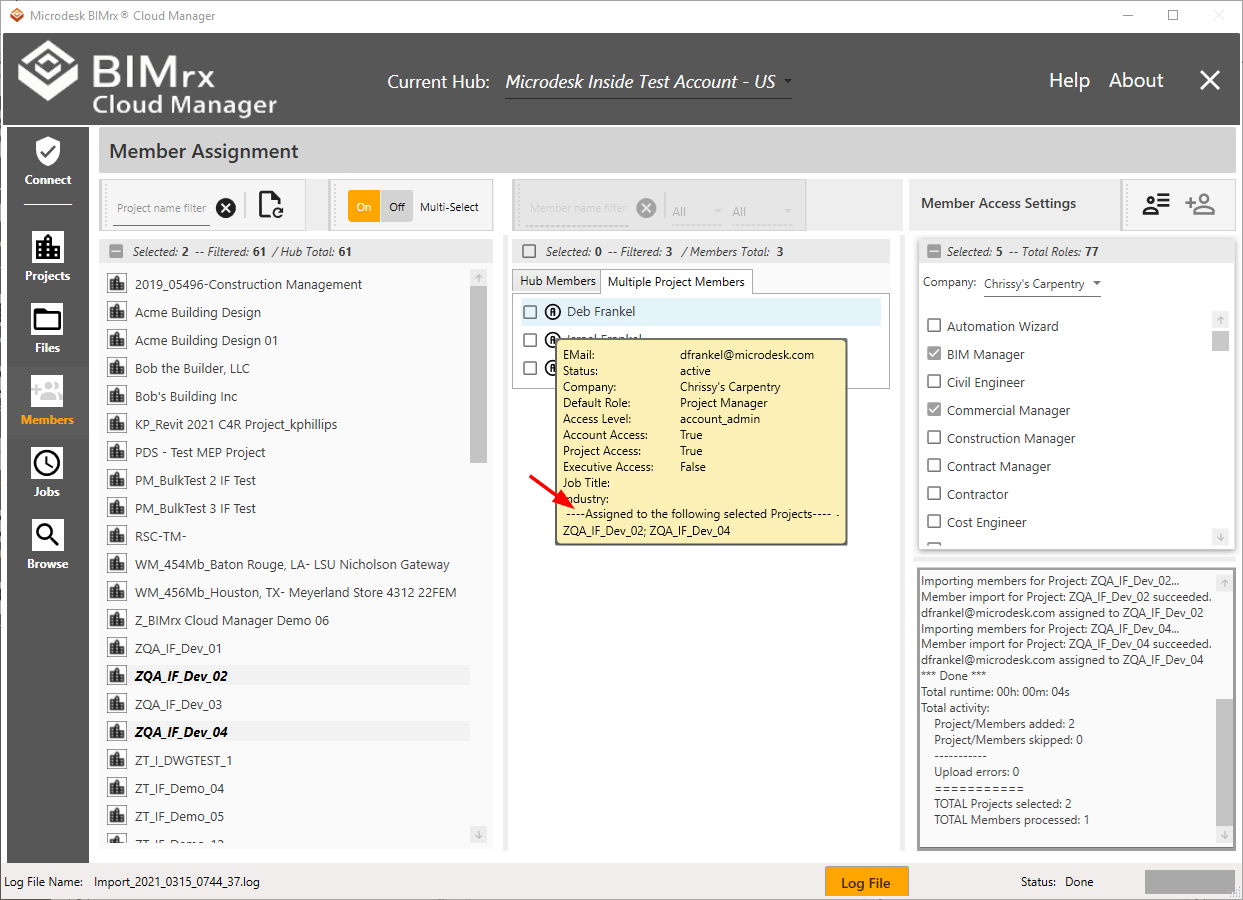 Microdesk BIMrx® Cloud Manager
BIMrx
Cloud Manager
Current Hub: Microdesk Inside Test Account - US
Help About
Connect
Projects
Files
Members
Jobs
Browse
Member Assignment
Project name filter
On Off Multi-Select
Selected: 2 -- Filtered: 61 / Hub Total: 61
2019_05496-Construction Management
Acme Building Design
Acme Building Design 01
Bob the Builder, LLC
Bob's Building Inc
KP_Revit 2021 C4R Project_kphillips
PDS - Test MEP Project
PM_BulkTest 2 IF Test
PM_BulkTest 3 IF Test
RSC-TM-
WM_454Mb_Baton Rouge, LA- LSU Nicholson Gateway
WM_456Mb_Houston, TX- Meyerland Store 4312 22FEM
Z_BIMrx Cloud Manager Demo 06
ZQA_IF_Dev_01
ZQA_IF_Dev_02
ZQA_IF_Dev_03
ZQA_IF_Dev_04
ZT_I_DWGTEST_1
ZT_IF_Demo_04
ZT_IF_Demo_05
Member name filter All All
Selected: 0 -- Filtered: 3 / Members Total: 3
Hub Members Multiple Project Members
Deb Frankel
EMail: dfrankel@microdesk.com
Status: active
Company: Chrissy's Carpentry
Default Role: Project Manager
Access Level: account_admin
Account Access: True
Project Access: True
Executive Access: False
Job Title:
Industry:
----Assigned to the following selected Projects---- -
ZQA_IF_Dev_02; ZQA_IF_Dev_04
Member Access Settings
Selected: 5 -- Total Roles: 77
Company: Chrissy's Carpentry
Automation Wizard
BIM Manager
Civil Engineer
Commercial Manager
Construction Manager
Contract Manager
Contractor
Cost Engineer
Importing members for Project: ZQA_IF_Dev_02...
Member import for Project: ZQA_IF_Dev_02 succeeded.
dfrankel@microdesk.com assigned to ZQA_IF_Dev_02
Importing members for Project: ZQA_IF_Dev_04...
Member import for Project: ZQA_IF_Dev_04 succeeded.
dfrankel@microdesk.com assigned to ZQA_IF_Dev_04
*** Done ***
Total runtime: 00h: 00m: 04s
Total activity:
Project/Members added: 2
Project/Members skipped: 0
-----------
Upload errors: 0
===========
TOTAL Projects selected: 2
TOTAL Members processed: 1
Log File Name: Import_2021_0315_0744_37.log
Log File
Status: Done